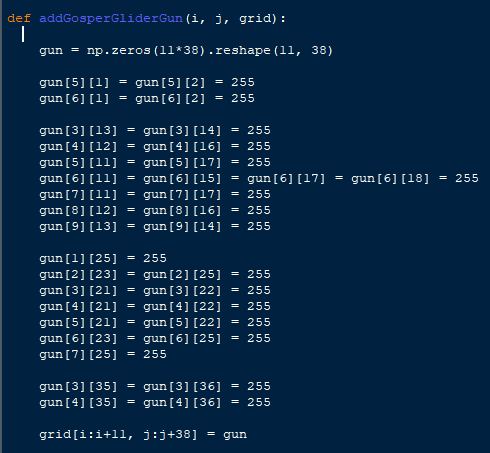 def addGosperGliderGun(i, j, grid):
gun = np.zeros(11*38).reshape(11, 38)
gun[5][1] = gun[5][2] = 255
gun[6][1] = gun[6][2] = 255
gun[3][13] = gun[3][14] = 255
gun[4][12] = gun[4][16] = 255
gun[5][11] = gun[5][17] = 255
gun[6][11] = gun[6][15] = gun[6][17] = gun[6][18] = 255
gun[7][11] = gun[7][17] = 255
gun[8][12] = gun[8][16] = 255
gun[9][13] = gun[9][14] = 255
gun[1][25] = 255
gun[2][23] = gun[2][25] = 255
gun[3][21] = gun[3][22] = 255
gun[4][21] = gun[4][22] = 255
gun[5][21] = gun[5][22] = 255
gun[6][23] = gun[6][25] = 255
gun[7][25] = 255
gun[3][35] = gun[3][36] = 255
gun[4][35] = gun[4][36] = 255
grid[i:i+11, j:j+38] = gun